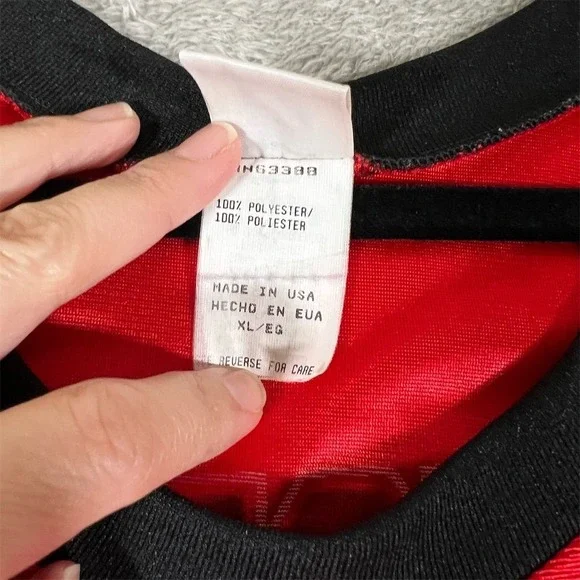 100% POLYESTER/
100% POLIESTER
MADE IN USA
HECHO EN EUA
XL/EG
REVERSE FOR CARE